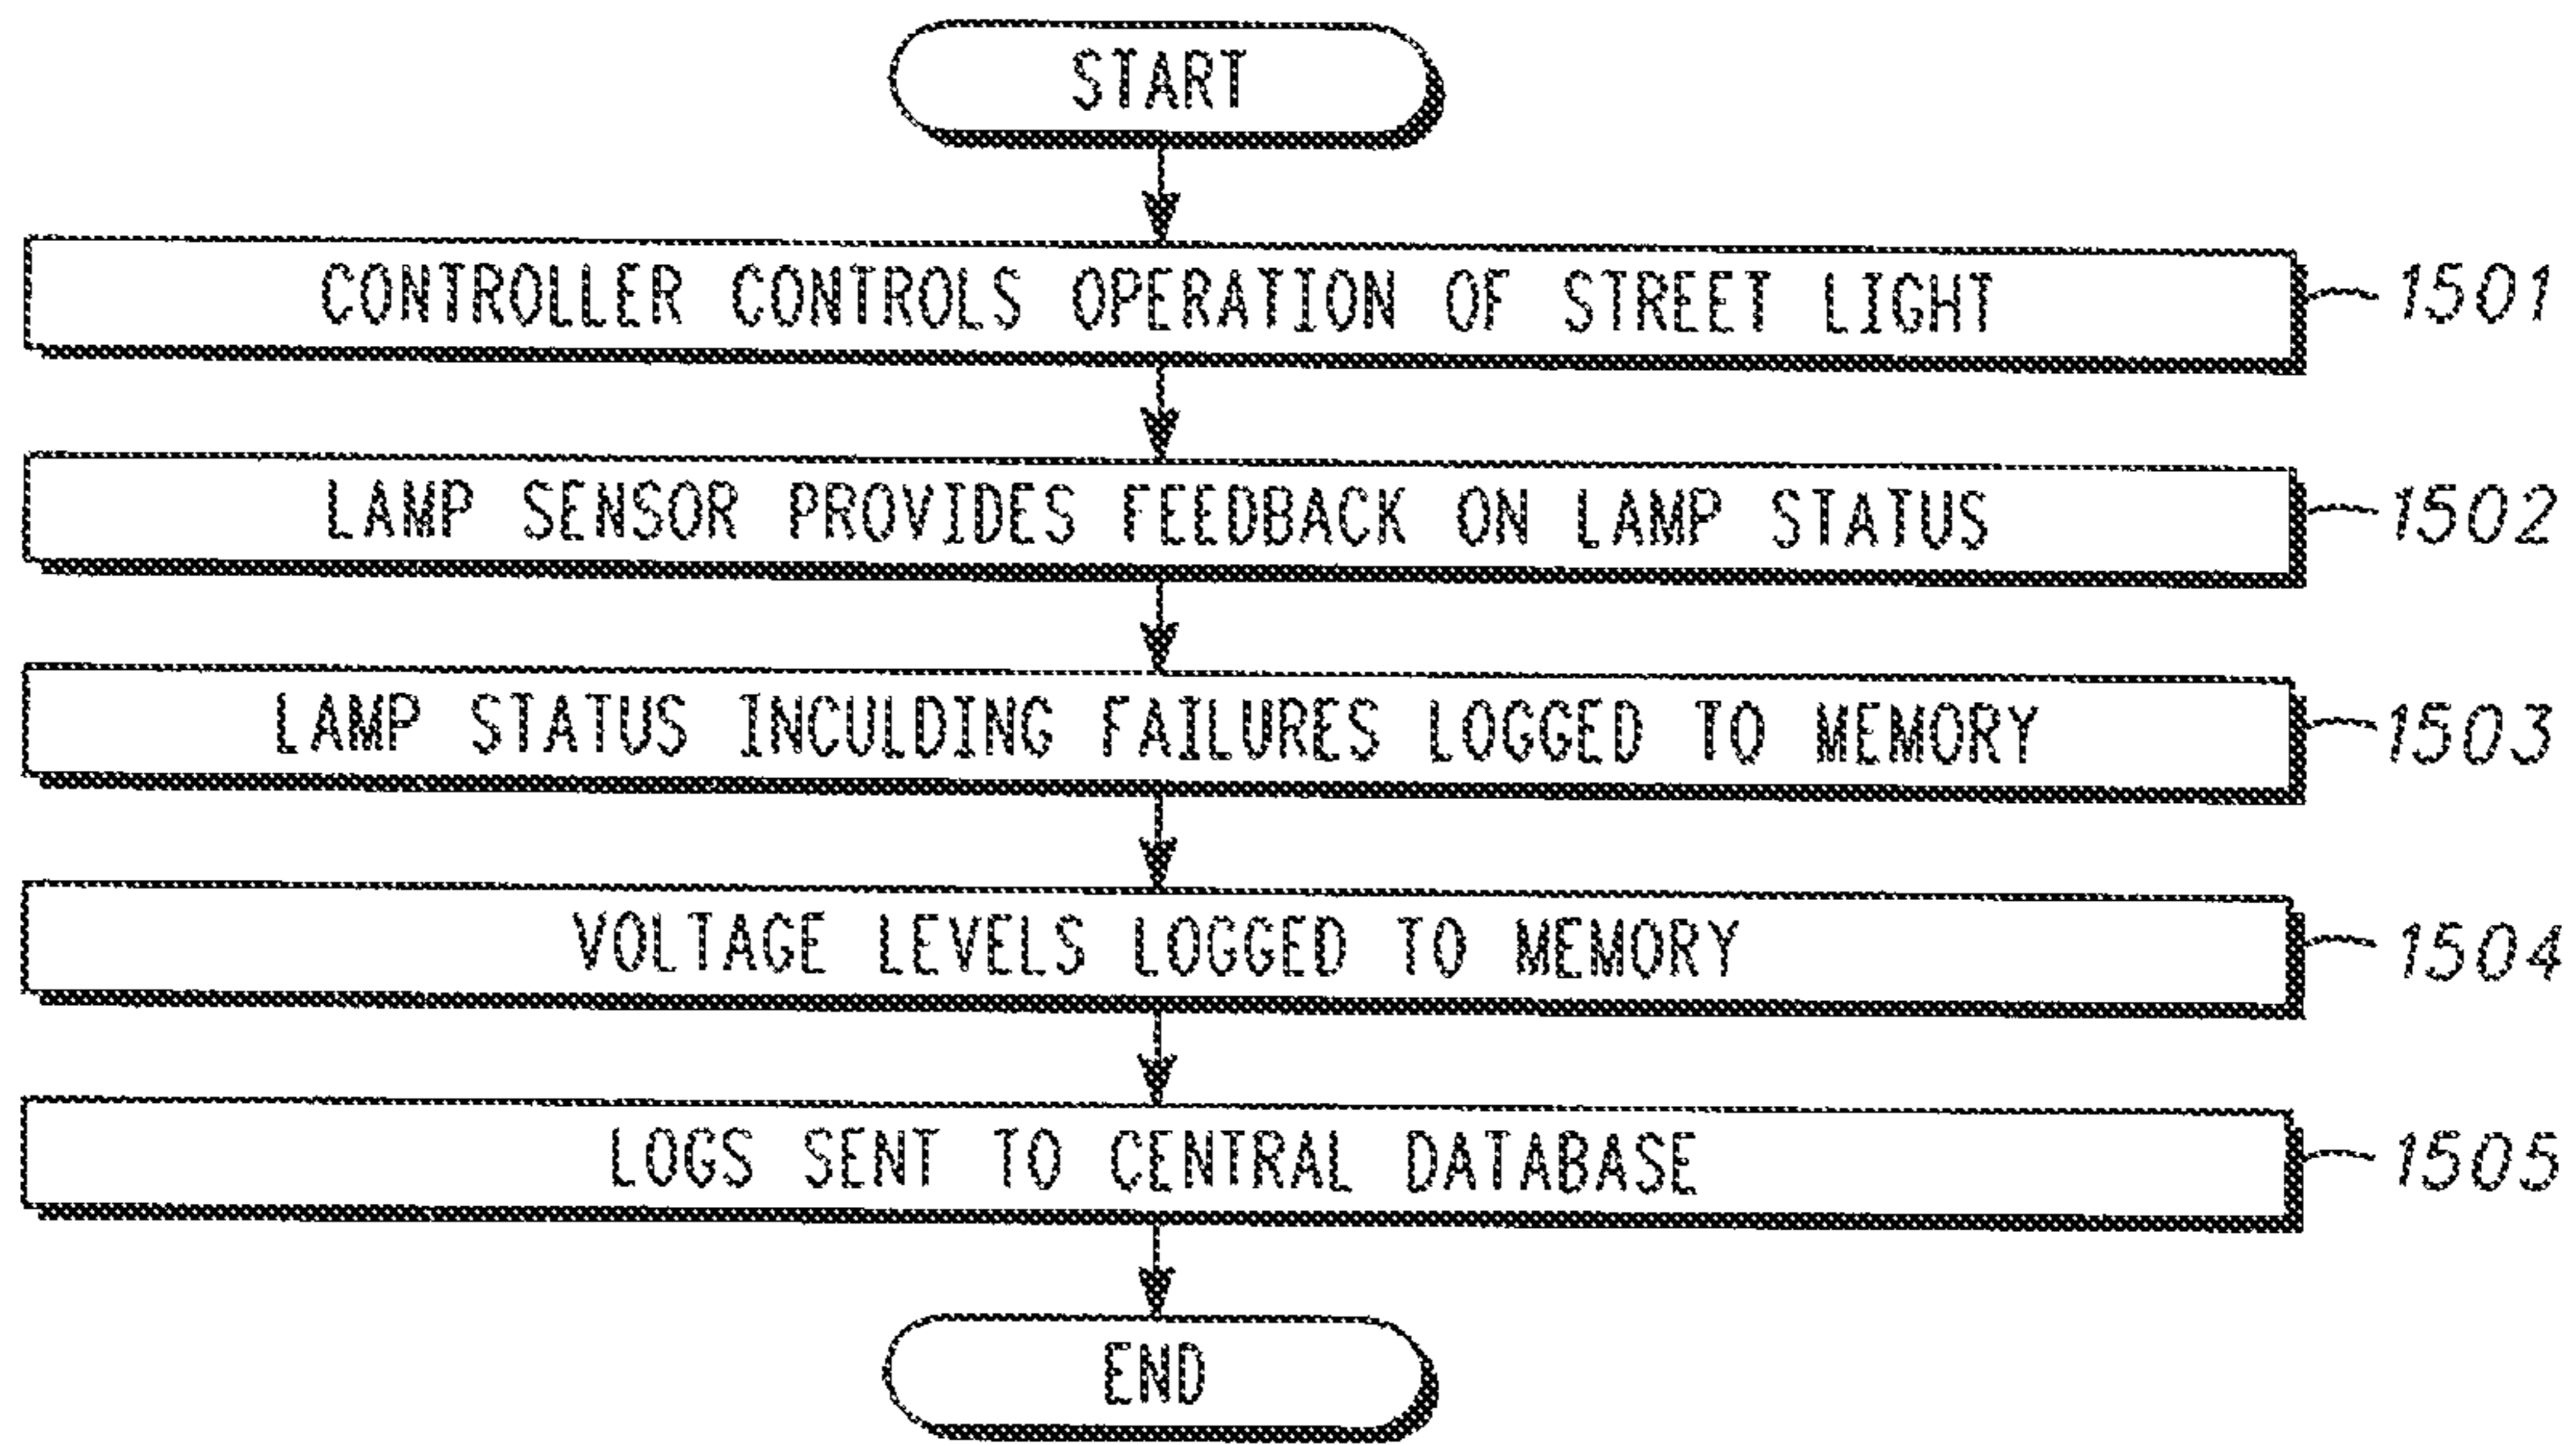 START
CONTROLLER CONTROLS OPERATION OF STREET LIGHT
1501
LAMP SENSOR PROVIDES FEEDBACK ON LAMP STATUS
1502
LAMP STATUS INCULDING FAILURES LOGGED TO MEMORY
1503
VOLTAGE LEVELS LOGGED TO MEMORY
1504
LOGS SENT TO CENTRAL DATABASE
1505
END